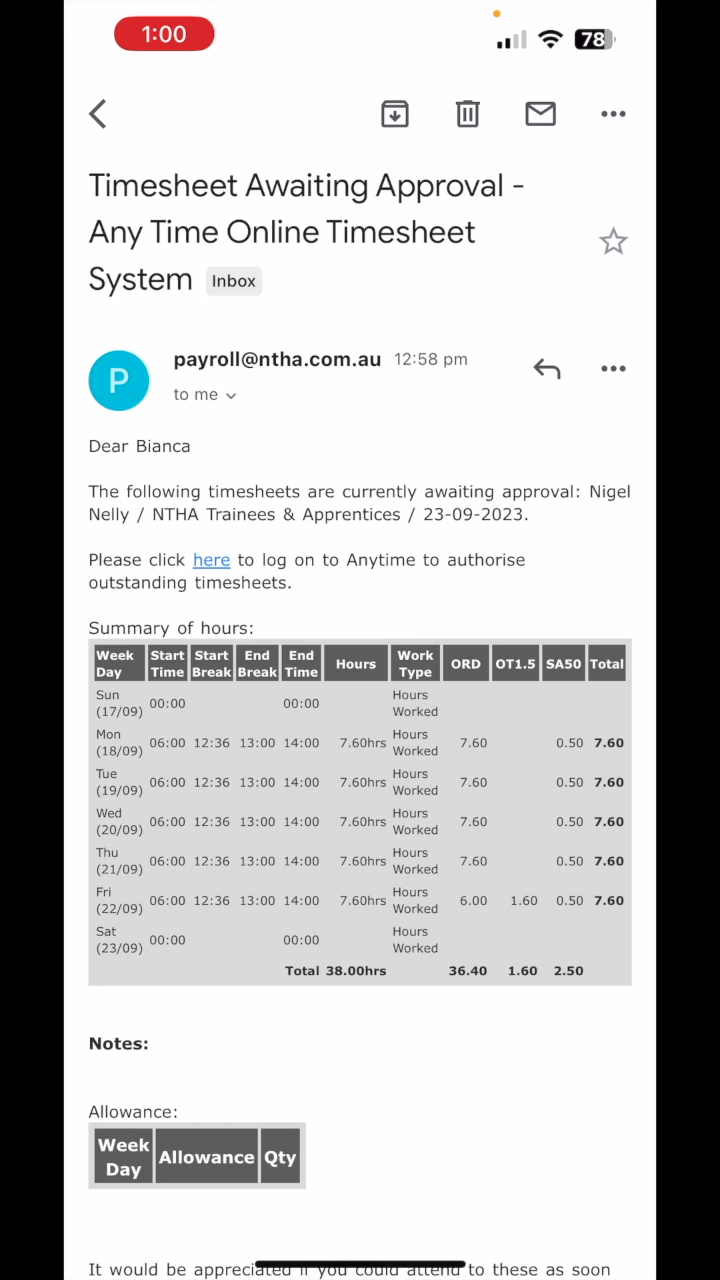 1:00
78
Timesheet Awaiting Approval -
Any Time Online Timesheet
System Inbox
P
payroll@ntha.com.au 12:58 pm
to me
Dear Bianca
The following timesheets are currently awaiting approval: Nigel
Nelly / NTHA Trainees & Apprentices / 23-09-2023.
Please click here to log on to Anytime to authorise
outstanding timesheets.
Summary of hours:
Week Day Start Time Start Break End Break End Time Hours Work Type ORD OT1.5 SA50 Total
Sun (17/09) 00:00 00:00 Hours Worked
Mon (18/09) 06:00 12:36 13:00 14:00 7.60hrs Hours Worked 7.60 0.50 7.60
Tue (19/09) 06:00 12:36 13:00 14:00 7.60hrs Hours Worked 7.60 0.50 7.60
Wed (20/09) 06:00 12:36 13:00 14:00 7.60hrs Hours Worked 7.60 0.50 7.60
Thu (21/09) 06:00 12:36 13:00 14:00 7.60hrs Hours Worked 7.60 0.50 7.60
Fri (22/09) 06:00 12:36 13:00 14:00 7.60hrs Hours Worked 6.00 1.60 0.50 7.60
Sat (23/09) 00:00 00:00 Hours Worked
Total 38.00hrs 36.40 1.60 2.50
Notes:
Allowance:
Week Day Allowance Qty
It would be appreciated if you could attend to these as soon